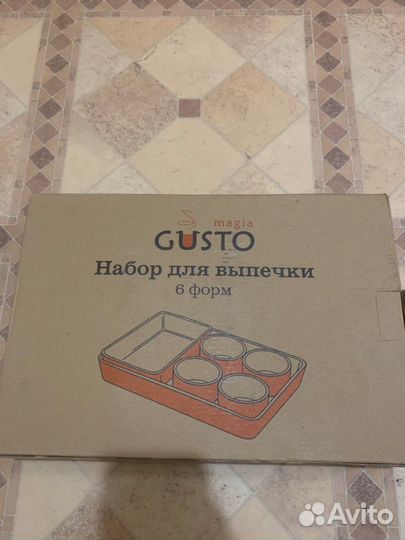 magia
GUSTO
Набор для выпечки
6 форм
Avito